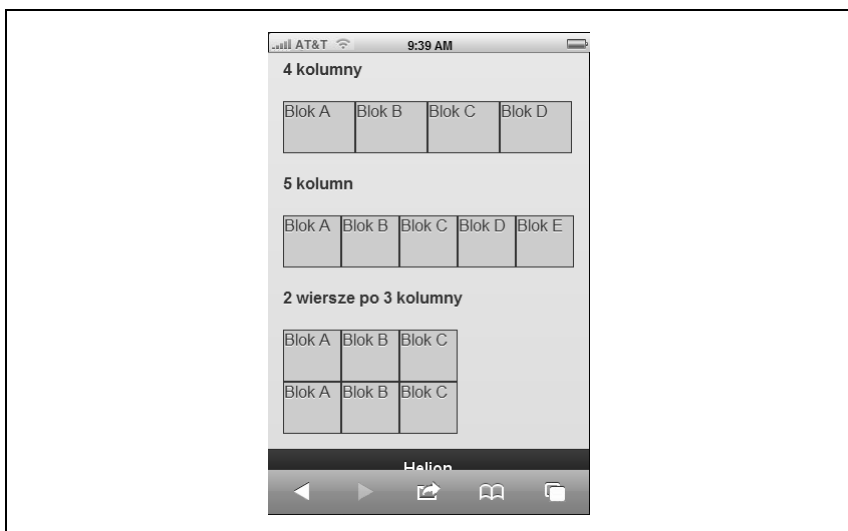 AT&T 9:39 AM
4 kolumny
Blok A Blok B Blok C Blok D
5 kolumn
Blok A Blok B Blok C Blok D Blok E
2 wiersze po 3 kolumny
Blok A Blok B Blok C
Blok A Blok B Blok C
Helion